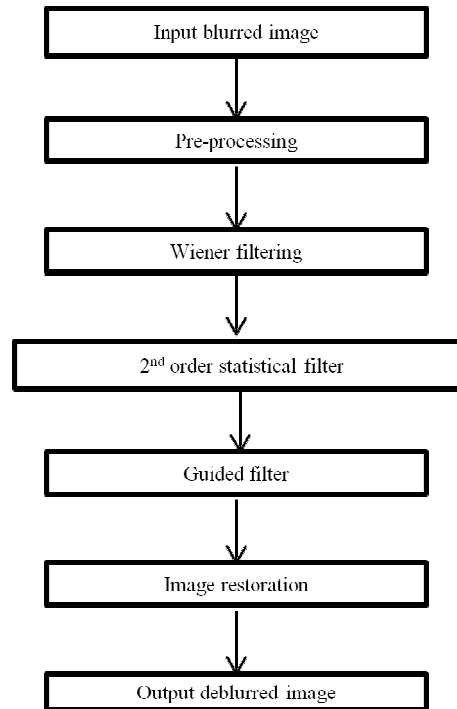 Input blurred image
Pre-processing
Wiener filtering
2nd order statistical filter
Guided filter
Image restoration
Output deblurred image